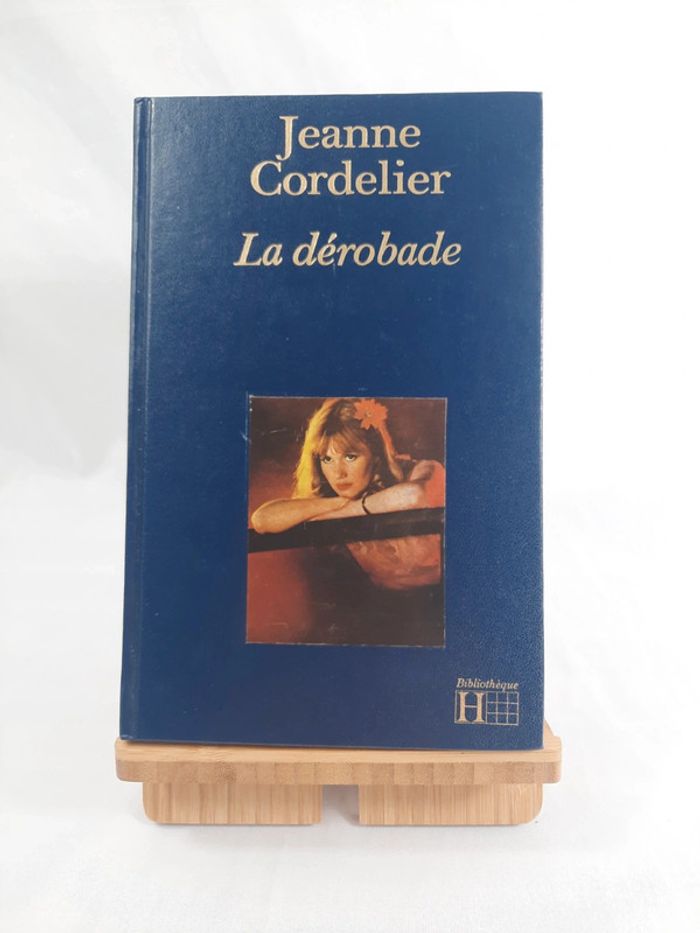 Jeanne
Cordelier
La dérobade
Bibliothèque
H